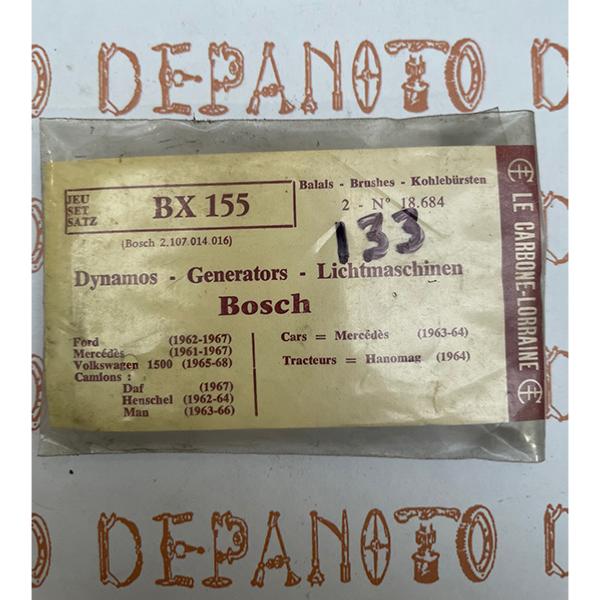 DEPANOTO
JEU
SET
SATZ
BX 155
Balais - Brushes - Kohlebürsten
2 - N° 18.684
133
(Bosch 2.107.014.016)
Dynamos - Generators - Lichtmaschinen
Bosch
Ford (1962-1967)
Mercédès (1961-1967)
Volkswagen 1500 (1965-68)
Camions :
Daf (1967)
Henschel (1962-64)
Man (1963-66)
Cars = Mercédès (1963-64)
Tracteurs = Hanomag (1964)
LE CARBONE-LORRAINE
DEPANOTO